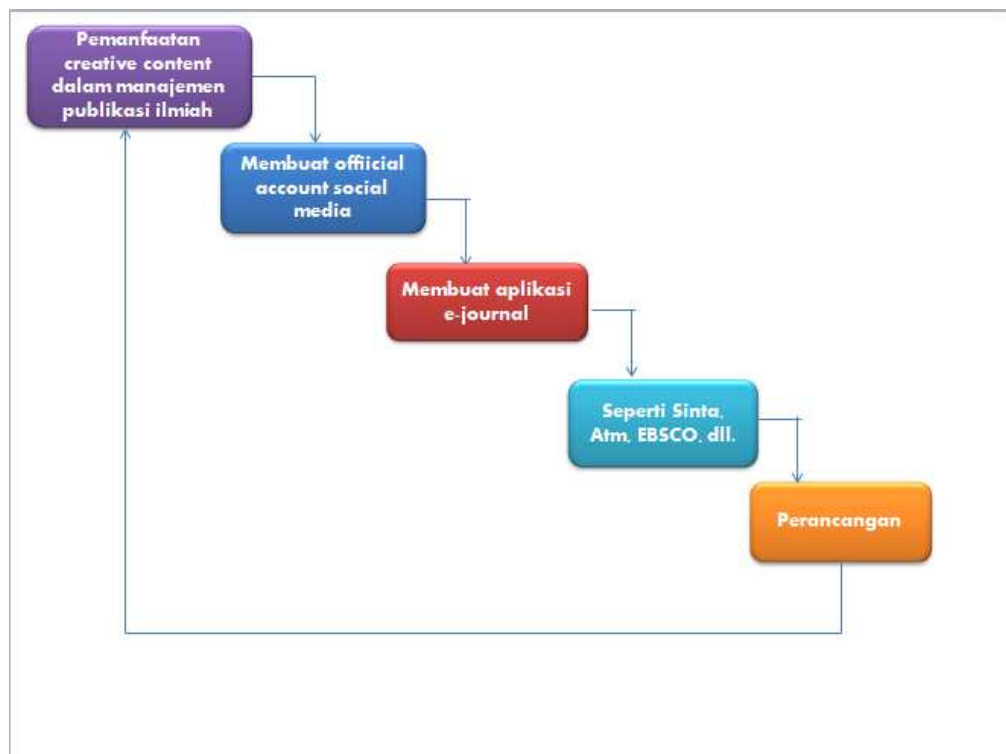 Pemanfaatan
creative content
dalam manajemen
publikasi ilmiah
Membuat offiicial
account social
media
Membuat aplikasi
e-journal
Seperti Sinta,
Atm, EBSCO, dll.
Perancangan